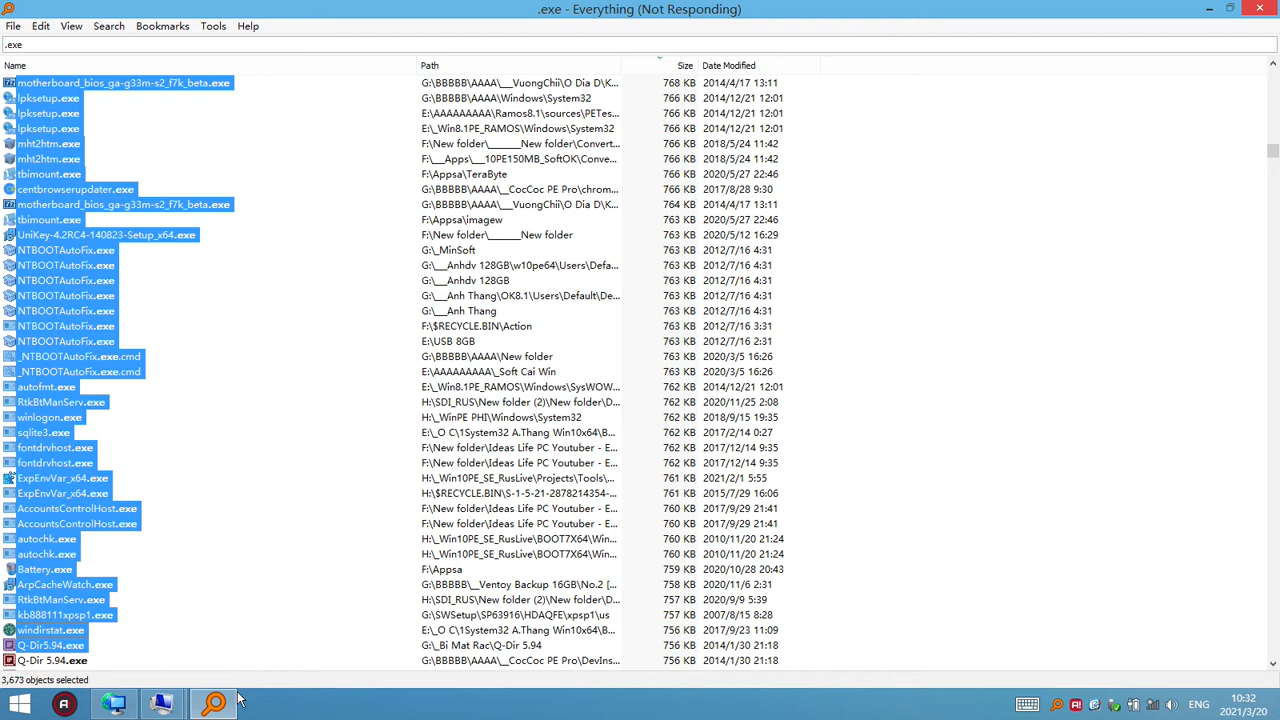 .exe - Everything (Not Responding)
File Edit View Search Bookmarks Tools Help
.exe
Name Path Size Date Modified
motherboard_bios_ga-g33m-s2_f7k_beta.exe G:\BBBBB\AAAA\___VuongChii\O Dia D\K... 768 KB 2014/4/17 13:11
lpksetup.exe G:\BBBBB\AAAA\Windows\System32 766 KB 2014/12/21 12:01
lpksetup.exe E:\AAAAAAAAA\Ramos8.1\sources\PETes... 766 KB 2014/12/21 12:01
lpksetup.exe E:\_Win8.1PE_RAMOS\Windows\System32 766 KB 2014/12/21 12:01
mht2htm.exe F:\New folder\_______New folder\Convert... 766 KB 2018/5/24 11:42
mht2htm.exe F:\___Apps\___10PE150MB_SoftOK\Conve... 766 KB 2018/5/24 11:42
tbimount.exe F:\Appsa\TeraByte 766 KB 2020/5/27 22:46
centbrowserupdater.exe G:\BBBBB\AAAA\__CocCoc PE Pro\chrom... 766 KB 2017/8/28 9:30
motherboard_bios_ga-g33m-s2_f7k_beta.exe G:\BBBBB\AAAA\___VuongChii\O Dia D\K... 764 KB 2014/4/17 13:11
tbimount.exe F:\Appsa\imagew 763 KB 2020/5/27 22:46
UniKey-4.2RC4-140823-Setup_x64.exe F:\New folder\_______New folder 763 KB 2020/5/12 16:29
NTBOOTAutoFix.exe G:\_MinSoft 763 KB 2012/7/16 4:31
NTBOOTAutoFix.exe G:\___Anhdv 128GB\w10pe64\Users\Defa... 763 KB 2012/7/16 4:31
NTBOOTAutoFix.exe G:\___Anhdv 128GB 763 KB 2012/7/16 4:31
NTBOOTAutoFix.exe G:\___Anh Thang\OK8.1\Users\Default\De... 763 KB 2012/7/16 4:31
NTBOOTAutoFix.exe G:\___Anh Thang 763 KB 2012/7/16 4:31
NTBOOTAutoFix.exe F:\$RECYCLE.BIN\Action 763 KB 2012/7/16 3:31
NTBOOTAutoFix.exe E:\USB 8GB 763 KB 2012/7/16 4:31
_NTBOOTAutoFix.exe.cmd G:\BBBBB\AAAA\New folder 763 KB 2020/3/5 16:26
_NTBOOTAutoFix.exe.cmd E:\AAAAAAAAA\_Soft Cai Win 763 KB 2020/3/5 16:26
autofmt.exe E:\_Win8.1PE_RAMOS\Windows\SysWOW... 762 KB 2014/12/21 12:01
RtkBtManServ.exe H:\SDI_RUS\New folder (2)\New folder\D... 762 KB 2020/11/25 2:08
winlogon.exe H:\_WinPE PHI\Windows\System32 762 KB 2018/9/15 19:35
sqlite3.exe E:\_O C\1System32 A.Thang Win10x64\B... 762 KB 2017/2/14 0:27
fontdrvhost.exe F:\New folder\Ideas Life PC Youtuber - E... 762 KB 2017/12/14 9:35
fontdrvhost.exe F:\New folder\Ideas Life PC Youtuber - E... 762 KB 2017/12/14 9:35
ExpEnvVar_x64.exe H:\_Win10PE_SE_RusLive\Projects\Tools\... 761 KB 2021/2/1 5:55
ExpEnvVar_x64.exe H:\$RECYCLE.BIN\S-1-5-21-2878214354-... 761 KB 2015/7/29 16:06
AccountsControlHost.exe F:\New folder\Ideas Life PC Youtuber - E... 760 KB 2017/9/29 21:41
AccountsControlHost.exe F:\New folder\Ideas Life PC Youtuber - E... 760 KB 2017/9/29 21:41
autochk.exe H:\_Win10PE_SE_RusLive\BOOT7X64\Win... 760 KB 2010/11/20 21:24
autochk.exe H:\_Win10PE_SE_RusLive\BOOT7X64\Win... 760 KB 2010/11/20 21:24
Battery.exe F:\Appsa 759 KB 2020/10/28 20:43
ArpCacheWatch.exe G:\BBBBB\__Ventoy Backup 16GB\No.2 [... 758 KB 2020/11/6 2:31
RtkBtManServ.exe H:\SDI_RUS\New folder (2)\New folder\D... 757 KB 2020/9/9 5:39
kb888111xpsp1.exe G:\SWSetup\SP63916\HDAQFE\xpsp1\us 757 KB 2007/8/15 8:28
windirstat.exe E:\_O C\1System32 A.Thang Win10x64\B... 756 KB 2017/9/23 11:09
Q-Dir5.94.exe G:\_Bi Mat Rac\Q-Dir 5.94 756 KB 2014/1/30 21:18
Q-Dir 5.94.exe G:\BBBBB\AAAA\__CocCoc PE Pro\DevIns... 756 KB 2014/1/30 21:18
3,673 objects selected
ENG 10:32
2021/3/20